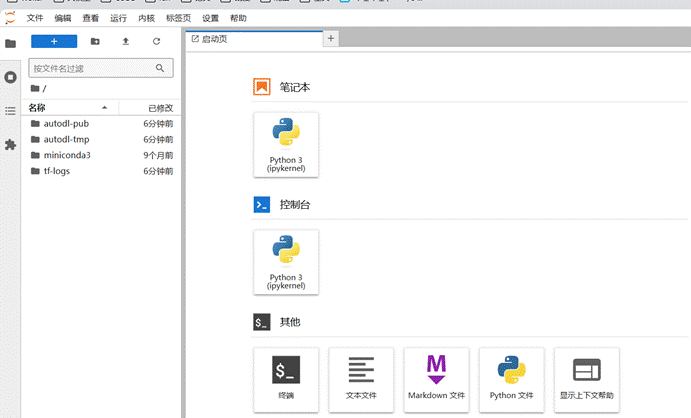 文件 编辑 查看 运行 内核 标签页 设置 帮助
启动页
按文件名过滤
/
名称 已修改
autodl-pub 6分钟前
autodl-tmp 6分钟前
miniconda3 9个月前
tf-logs 6分钟前
笔记本
Python 3
(ipykernel)
控制台
Python 3
(ipykernel)
$_ 其他
$_
终端
文本文件
M
Markdown 文件
Python 文件
显示上下文帮助